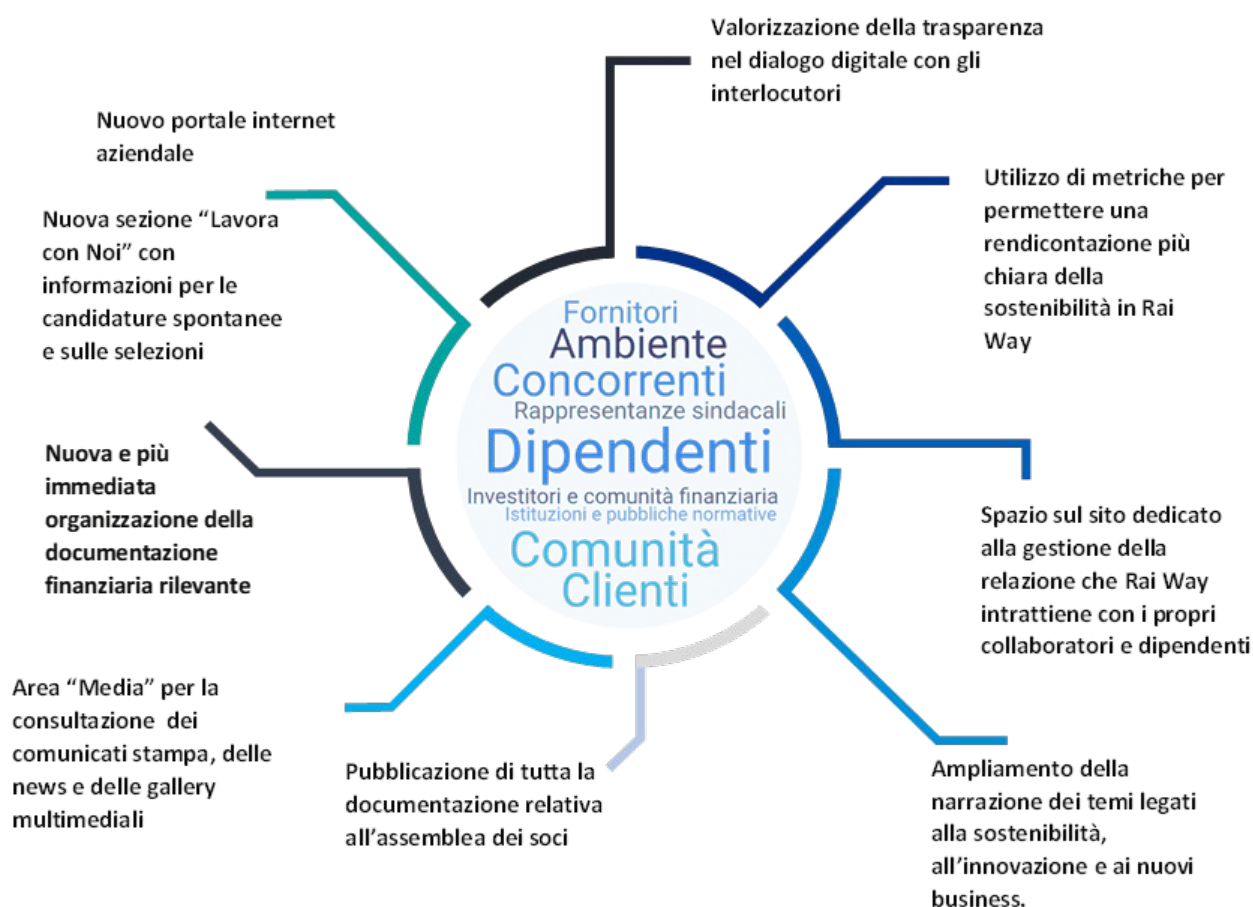 Valorizzazione della trasparenza
nel dialogo digitale con gli
interlocutori
Nuovo portale internet
aziendale
Utilizzo di metriche per
permettere una
rendicontazione più
chiara della
sostenibilità in Rai
Way
Nuova sezione “Lavora
con Noi” con
informazioni per le
candidature spontanee
e sulle selezioni
Fornitori
Ambiente
Concorrenti
Rappresentanze sindacali
Dipendenti
Investitori e comunità finanziaria
Istituzioni e pubbliche normative
Comunità
Clienti
Nuova e più
immediata
organizzazione della
documentazione
finanziaria rilevante
Spazio sul sito dedicato
alla gestione della
relazione che Rai Way
intrattiene con i propri
collaboratori e dipendenti
Area “Media” per la
consultazione dei
comunicati stampa, delle
news e delle gallery
multimediali
Pubblicazione di tutta la
documentazione relativa
all’assemblea dei soci
Ampliamento della
narrazione dei temi legati
alla sostenibilità,
all’innovazione e ai nuovi
business.